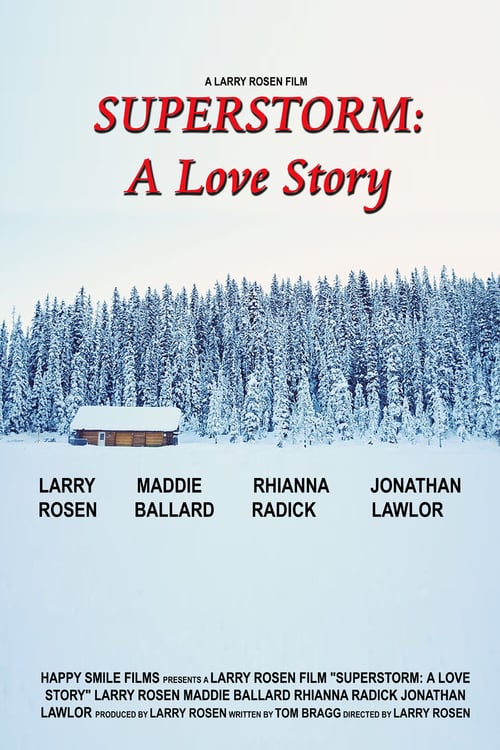 A LARRY ROSEN FILM
SUPERSTORM:
A Love Story
LARRY ROSEN
MADDIE BALLARD
RHIANNA RADICK
JONATHAN LAWLOR
HAPPY SMILE FILMS PRESENTS A LARRY ROSEN FILM "SUPERSTORM: A LOVE
STORY" LARRY ROSEN MADDIE BALLARD RHIANNA RADICK JONATHAN
LAWLOR PRODUCED BY LARRY ROSEN WRITTEN BY TOM BRAGG DIRECTED BY LARRY ROSEN